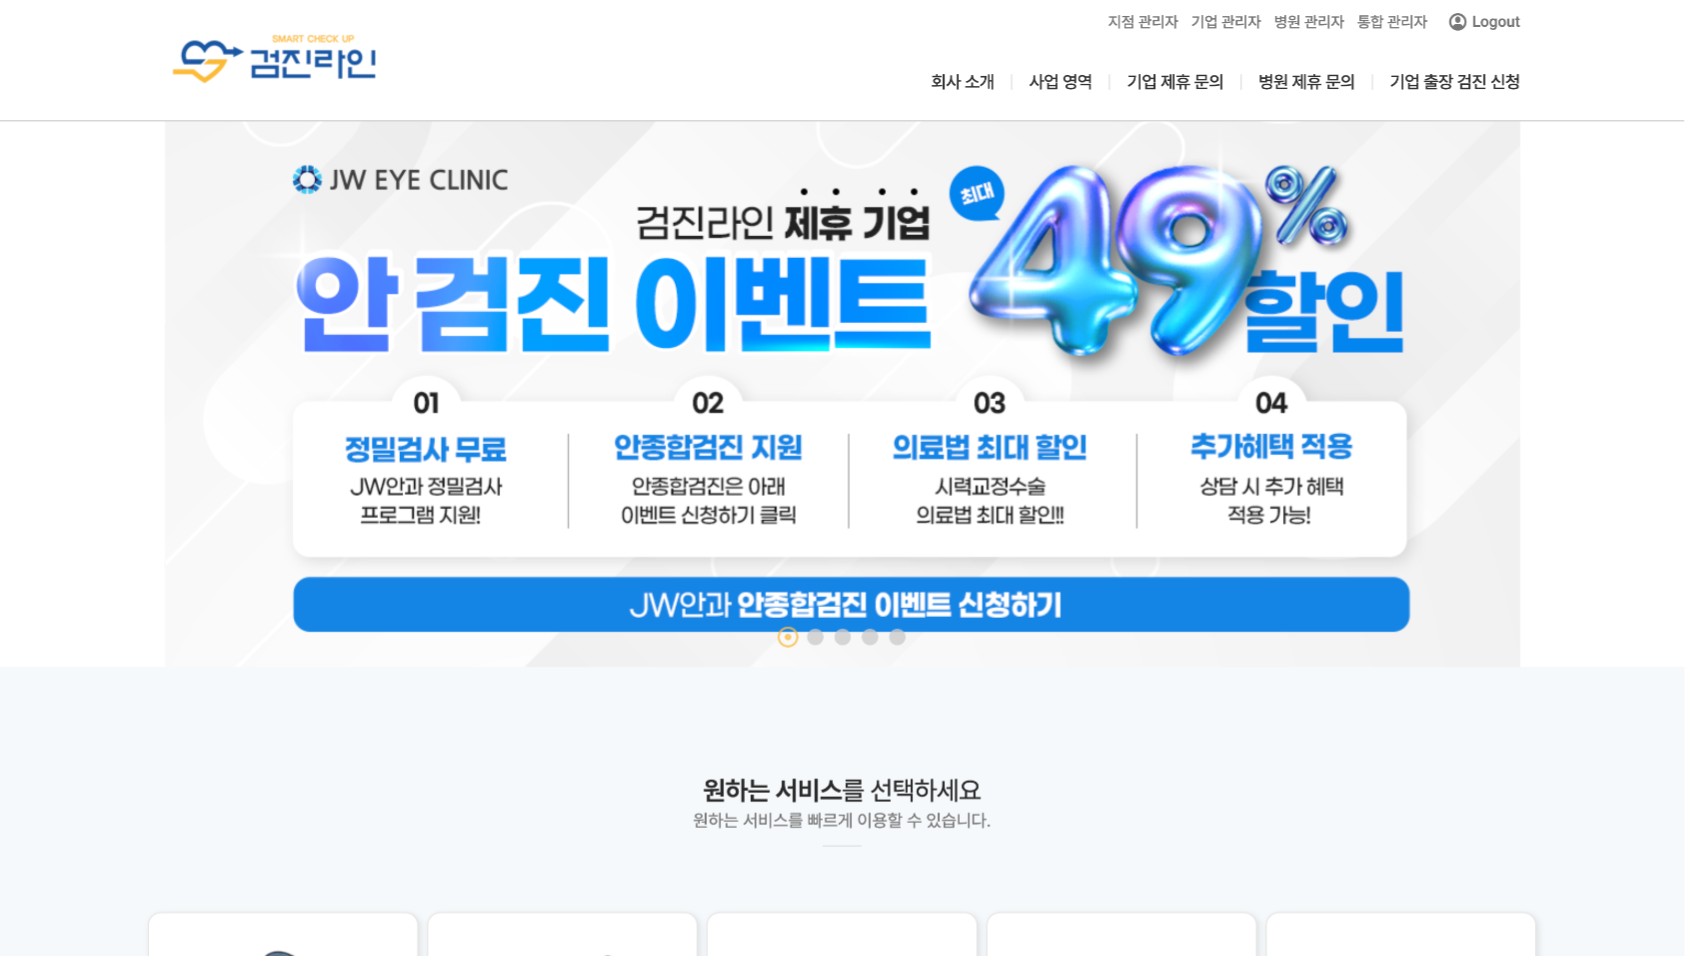 지점 관리자 기업 관리자 병원 관리자 통합 관리자 Logout
SMART CHECK UP
검진라인
회사 소개 사업 영역 기업 제휴 문의 병원 제휴 문의 기업 출장 검진 신청
JW EYE CLINIC
검진라인 제휴 기업
안검진 이벤트
최대
49% 할인
01
정밀검사 무료
JW안과 정밀검사
프로그램 지원!
02
안종합검진 지원
안종합검진은 아래
이벤트 신청하기 클릭
03
의료법 최대 할인
시력교정수술
의료법 최대 할인!!
04
추가혜택 적용
상담 시 추가 혜택
적용 가능!
JW안과 안종합검진 이벤트 신청하기
원하는 서비스를 선택하세요
원하는 서비스를 빠르게 이용할 수 있습니다.